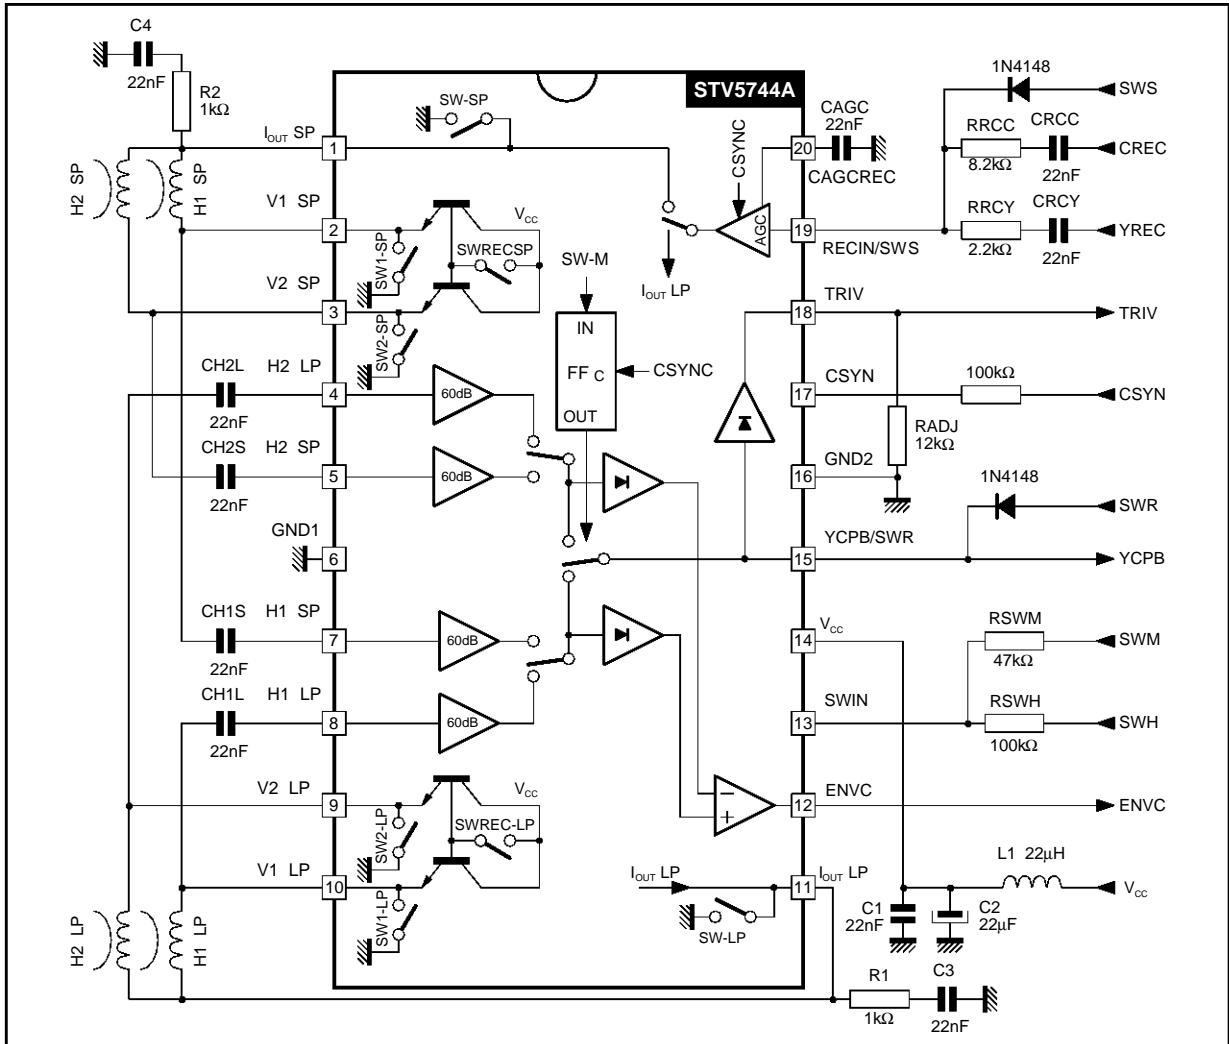 C4
22nF
R2
1kΩ
STV5744A
1N4148
SWS
SW-SP
CAGC
22nF
CAGCREC
RRCC
8.2kΩ
CRCC
22nF
CREC
I_OUT SP
1
20
CSYNC
H2 SP
H1 SP
V1 SP
2
V_CC
SW1-SP
SWRECSP
AGC
19
RECIN/SWS
RRCY
2.2kΩ
CRCY
22nF
YREC
SW-M
I_OUT LP
V2 SP
3
SW2-SP
TRIV
18
TRIV
IN
FF C
OUT
CSYNC
CH2L
22nF
H2 LP
4
60dB
CSYN
17
100kΩ
CSYN
CH2S
22nF
H2 SP
5
60dB
RADJ
12kΩ
GND2
16
1N4148
SWR
GND1
6
YCPB/SWR
15
YCPB
CH1S
22nF
H1 SP
7
60dB
V_CC
14
RSWM
47kΩ
SWM
CH1L
22nF
H1 LP
8
60dB
SWIN
13
RSWH
100kΩ
SWH
V2 LP
9
V_CC
SW2-LP
SWREC-LP
−
+
12
ENVC
ENVC
V1 LP
10
SW1-LP
I_OUT LP
11
I_OUT LP
SW-LP
L1 22µH
V_CC
C1
22nF
C2
22µF
H2 LP
H1 LP
R1
1kΩ
C3
22nF